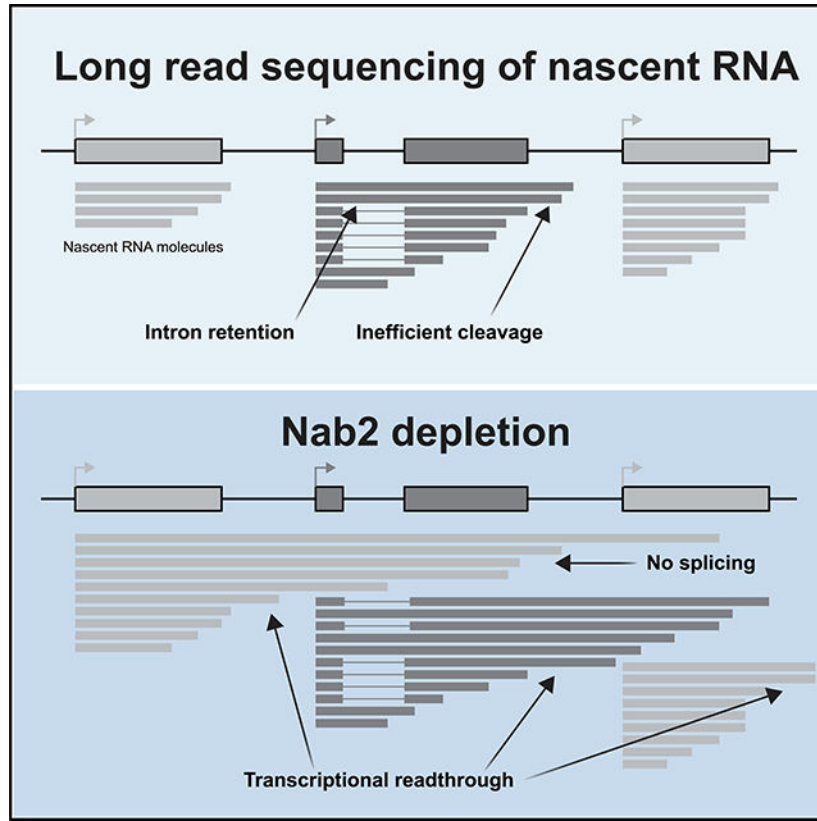 Long read sequencing of nascent RNA
Nascent RNA molecules
Intron retention
Inefficient cleavage
Nab2 depletion
No splicing
Transcriptional readthrough